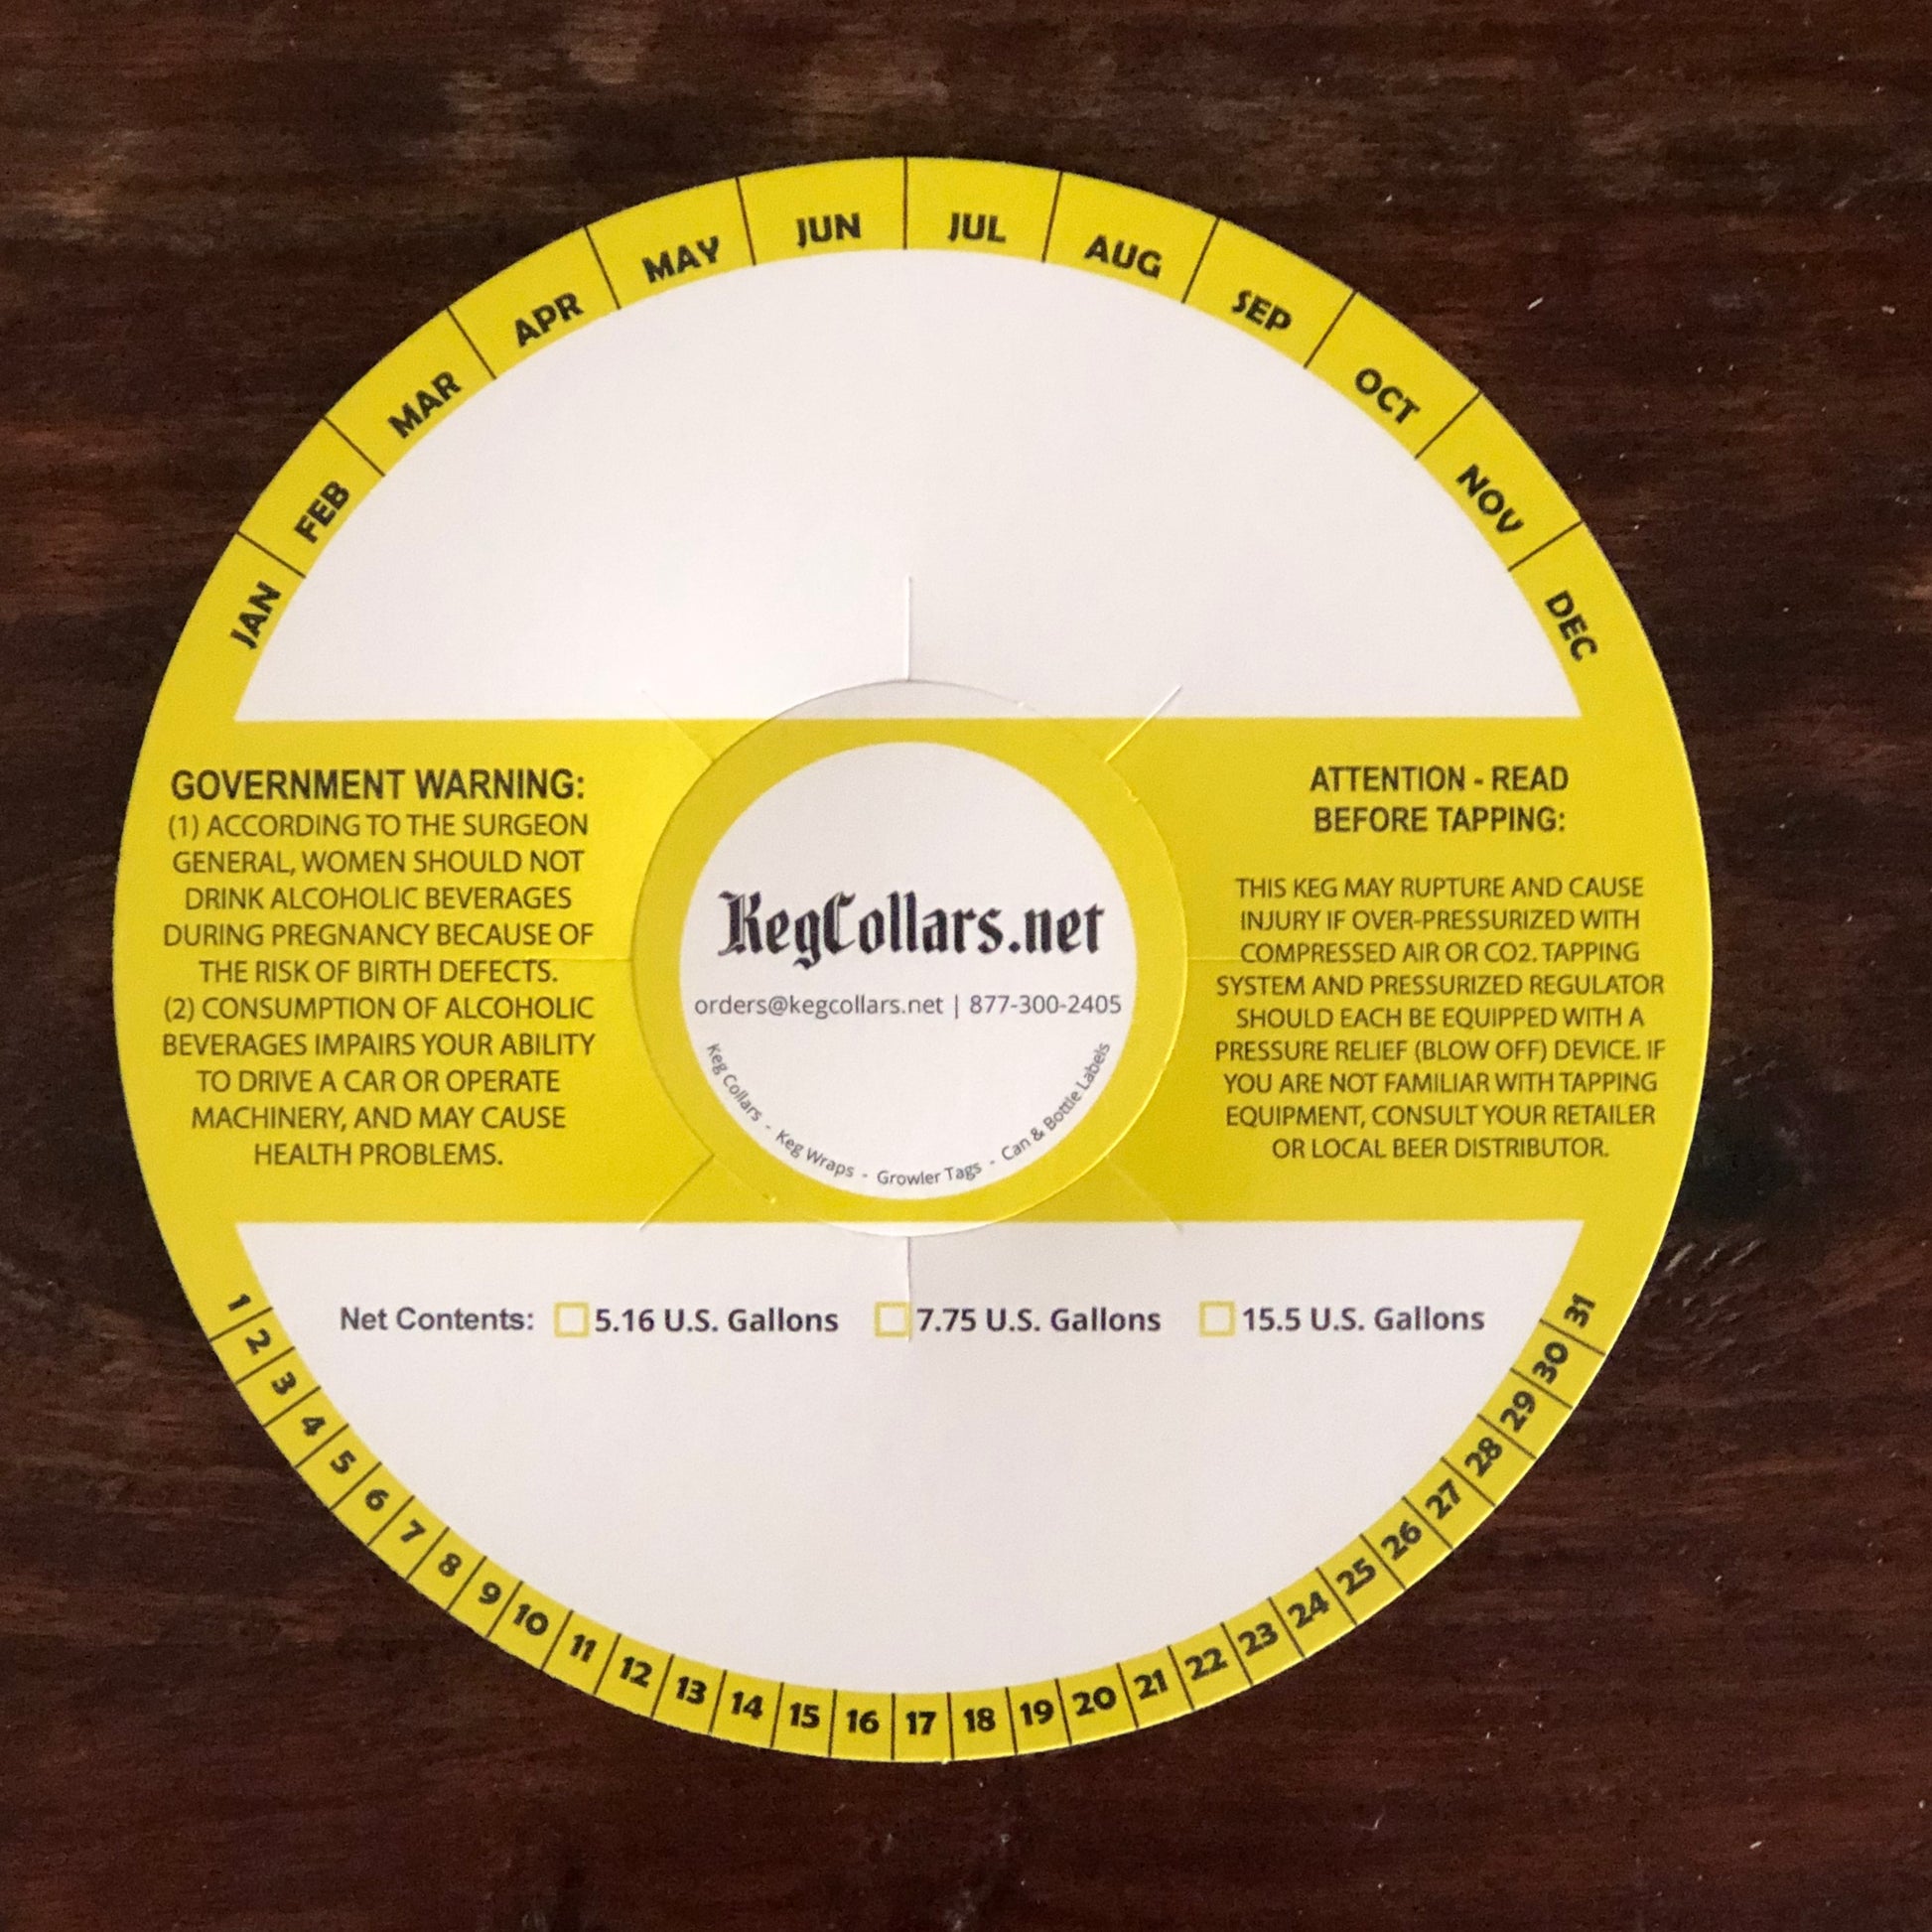 JAN
FEB
MAR
APR
MAY
JUN
JUL
AUG
SEP
OCT
NOV
DEC
GOVERNMENT WARNING:
(1) ACCORDING TO THE SURGEON
GENERAL, WOMEN SHOULD NOT
DRINK ALCOHOLIC BEVERAGES
DURING PREGNANCY BECAUSE OF
THE RISK OF BIRTH DEFECTS.
(2) CONSUMPTION OF ALCOHOLIC
BEVERAGES IMPAIRS YOUR ABILITY
TO DRIVE A CAR OR OPERATE
MACHINERY, AND MAY CAUSE
HEALTH PROBLEMS.
KegCollars.net
orders@kegcollars.net | 877-300-2405
Keg Collars - Keg Wraps - Growler Tags - Can & Bottle Labels
ATTENTION - READ
BEFORE TAPPING:
THIS KEG MAY RUPTURE AND CAUSE
INJURY IF OVER-PRESSURIZED WITH
COMPRESSED AIR OR CO2. TAPPING
SYSTEM AND PRESSURIZED REGULATOR
SHOULD EACH BE EQUIPPED WITH A
PRESSURE RELIEF (BLOW OFF) DEVICE. IF
YOU ARE NOT FAMILIAR WITH TAPPING
EQUIPMENT, CONSULT YOUR RETAILER
OR LOCAL BEER DISTRIBUTOR.
Net Contents: 5.16 U.S. Gallons 7.75 U.S. Gallons 15.5 U.S. Gallons
1
2
3
4
5
6
7
8
9
10
11
12
13
14
15
16
17
18
19
20
21
22
23
24
25
26
27
28
29
30
31